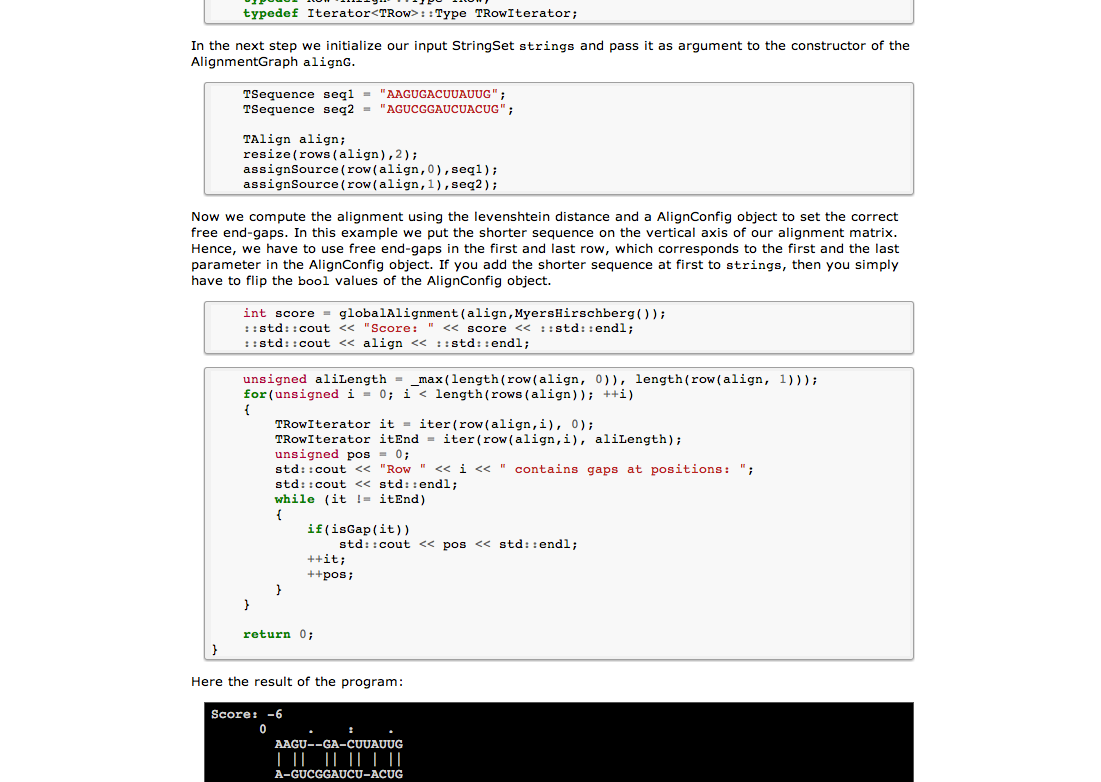 typedef Iterator<TRow>::Type TRowIterator;
In the next step we initialize our input StringSet strings and pass it as argument to the constructor of the
AlignmentGraph alignG.
TSequence seq1 = "AAGUGACUUAUUG";
TSequence seq2 = "AGUCGGAUCUACUG";
TAlign align;
resize(rows(align),2);
assignSource(row(align,0),seq1);
assignSource(row(align,1),seq2);
Now we compute the alignment using the levenshtein distance and a AlignConfig object to set the correct
free end-gaps. In this example we put the shorter sequence on the vertical axis of our alignment matrix.
Hence, we have to use free end-gaps in the first and last row, which corresponds to the first and the last
parameter in the AlignConfig object. If you add the shorter sequence at first to strings, then you simply
have to flip the bool values of the AlignConfig object.
int score = globalAlignment(align,MyersHirschberg());
::std::cout << "Score: " << score << ::std::endl;
::std::cout << align << ::std::endl;
unsigned aliLength = _max(length(row(align, 0)), length(row(align, 1)));
for(unsigned i = 0; i < length(rows(align)); ++i)
{
TRowIterator it = iter(row(align,i), 0);
TRowIterator itEnd = iter(row(align,i), aliLength);
unsigned pos = 0;
std::cout << "Row " << i << " contains gaps at positions: ";
std::cout << std::endl;
while (it != itEnd)
{
if(isGap(it))
std::cout << pos << std::endl;
++it;
++pos;
}
}
return 0;
}
Here the result of the program:
Score: -6
0 . : .
AAGU--GA-CUUAUUG
| || || || | ||
A-GUCGGAUCU-ACUG